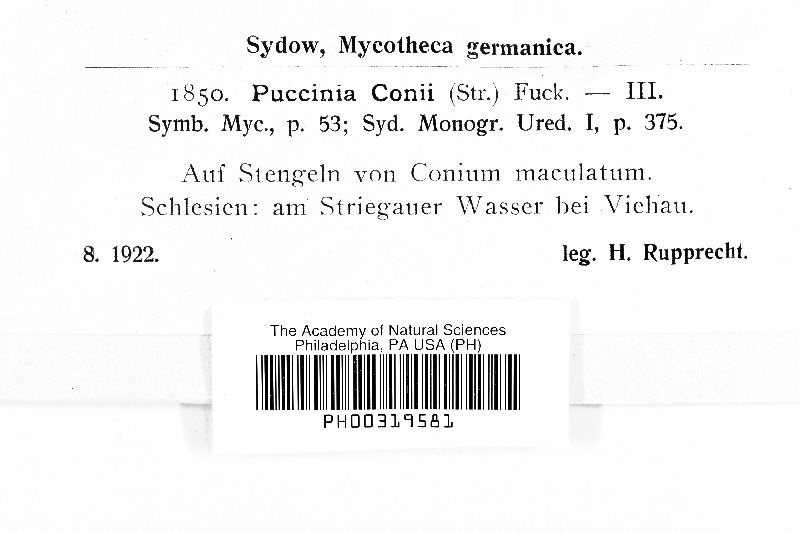 Sydow, Mycotheca germanica.
1850. Puccinia Conii (Str.) Fuck. — III.
Symb. Myc., p. 53; Syd. Monogr. Ured. I, p. 375.
Auf Stengeln von Conium maculatum.
Schlesien: am Striegauer Wasser bei Viehau.
8. 1922. leg. H. Rupprecht.
The Academy of Natural Sciences
Philadelphia, PA USA (PH)
PH00319581